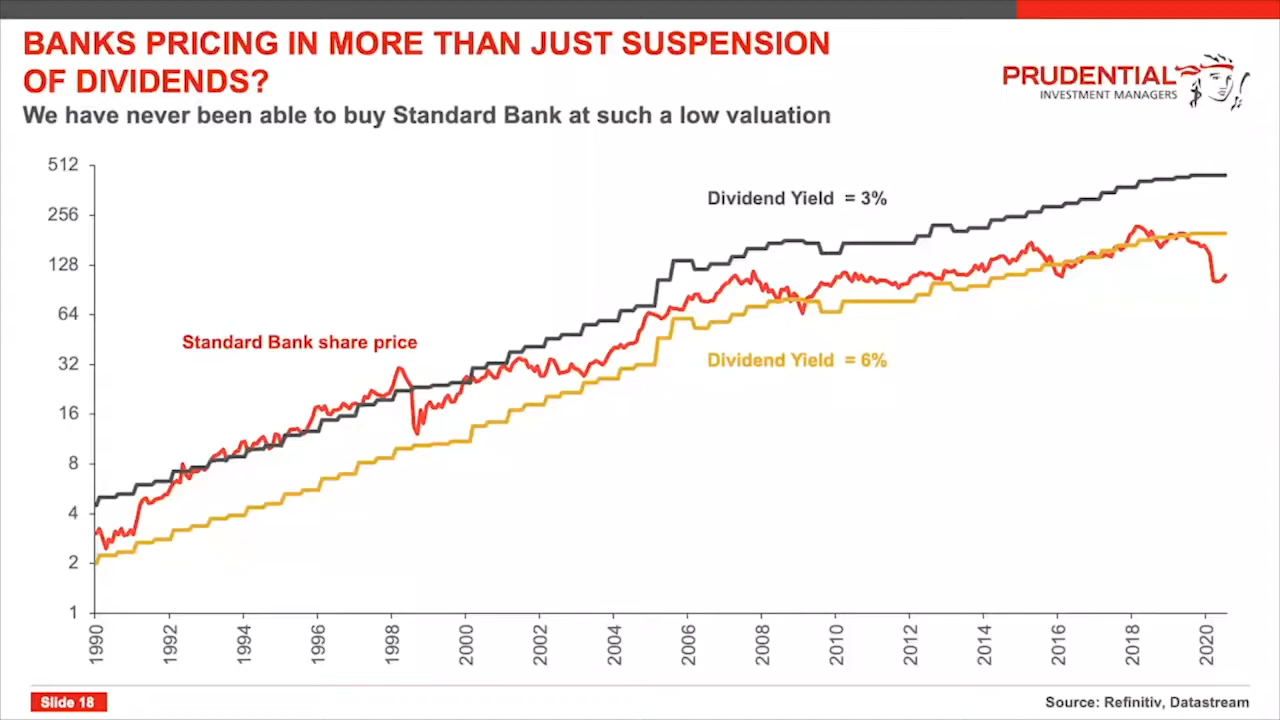 BANKS PRICING IN MORE THAN JUST SUSPENSION
OF DIVIDENDS?
We have never been able to buy Standard Bank at such a low valuation
PRUDENTIAL
INVESTMENT MANAGERS
512
256
128
64
32
16
8
4
2
1
Dividend Yield = 3%
Standard Bank share price
Dividend Yield = 6%
1990
1992
1994
1996
1998
2000
2002
2004
2006
2008
2010
2012
2014
2016
2018
2020
Slide 18
Source: Refinitiv, Datastream